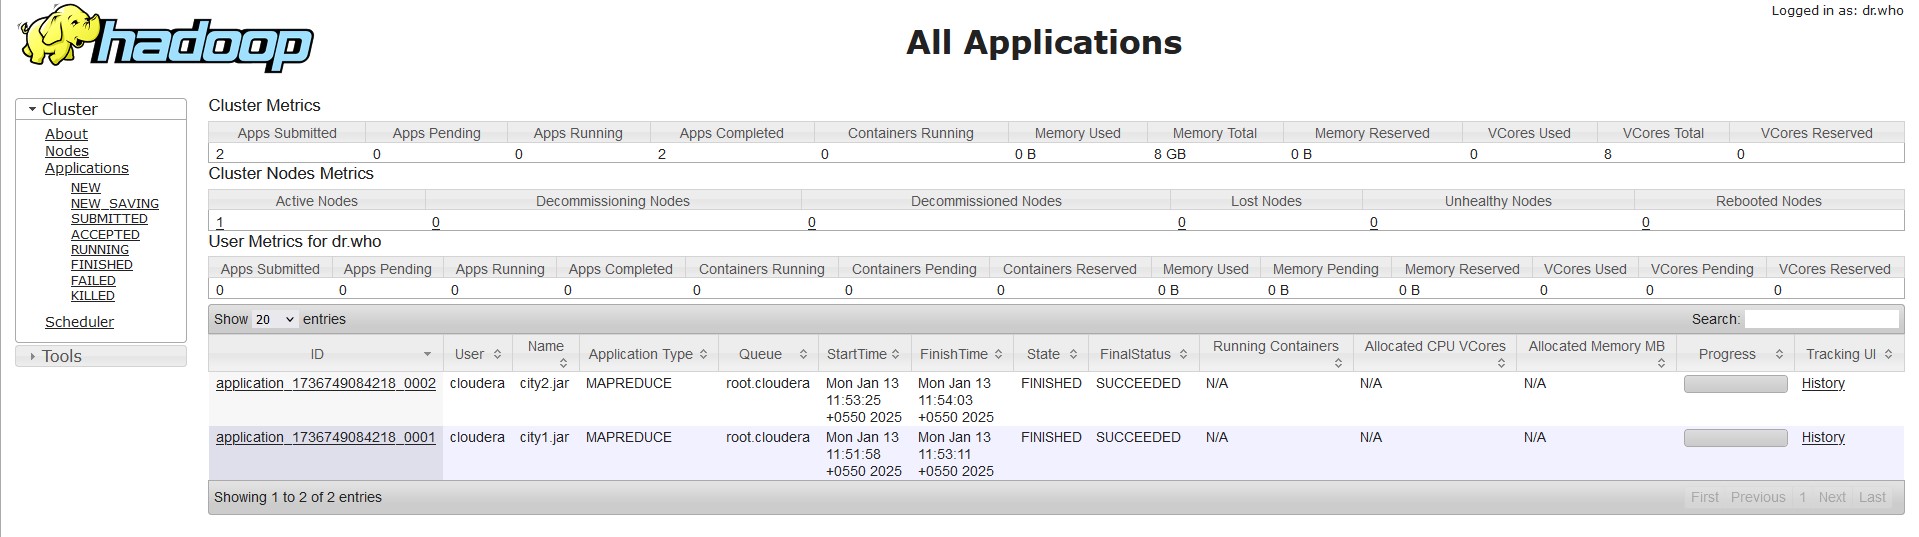 Logged in as: dr.who
hadoop
All Applications
Cluster
About
Nodes
Applications
NEW
NEW_SAVING
SUBMITTED
ACCEPTED
RUNNING
FINISHED
FAILED
KILLED
Scheduler
Tools
Cluster Metrics
Apps Submitted Apps Pending Apps Running Apps Completed Containers Running Memory Used Memory Total Memory Reserved VCores Used VCores Total VCores Reserved
2 0 0 2 0 0 B 8 GB 0 B 0 8 0
Cluster Nodes Metrics
Active Nodes Decommissioning Nodes Decommissioned Nodes Lost Nodes Unhealthy Nodes Rebooted Nodes
1 0 0 0 0 0
User Metrics for dr.who
Apps Submitted Apps Pending Apps Running Apps Completed Containers Running Containers Pending Containers Reserved Memory Used Memory Pending Memory Reserved VCores Used VCores Pending VCores Reserved
0 0 0 0 0 0 0 0 B 0 B 0 B 0 0 0
Show 20 entries Search:
ID User Name Application Type Queue StartTime FinishTime State FinalStatus Running Containers Allocated CPU VCores Allocated Memory MB Progress Tracking UI
application_1736749084218_0002 cloudera city2.jar MAPREDUCE root.cloudera Mon Jan 13 Mon Jan 13 FINISHED SUCCEEDED N/A N/A N/A History
11:53:25 11:54:03
+0550 2025 +0550 2025
application_1736749084218_0001 cloudera city1.jar MAPREDUCE root.cloudera Mon Jan 13 Mon Jan 13 FINISHED SUCCEEDED N/A N/A N/A History
11:51:58 11:53:11
+0550 2025 +0550 2025
Showing 1 to 2 of 2 entries First Previous 1 Next Last